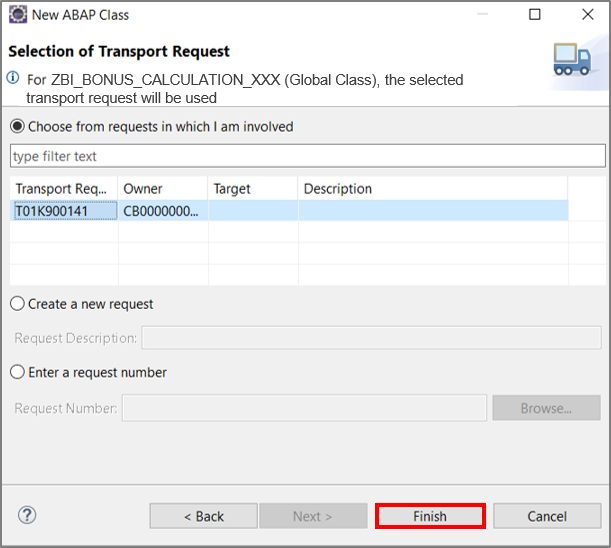 New ABAP Class
Selection of Transport Request
For ZBI_BONUS_CALCULATION_XXX (Global Class), the selected
transport request will be used
Choose from requests in which I am involved
type filter text
Transport Req... Owner Target Description
T01K900141 CB0000000...
Create a new request
Request Description:
Enter a request number
Request Number: Browse...
? < Back Next > Finish Cancel